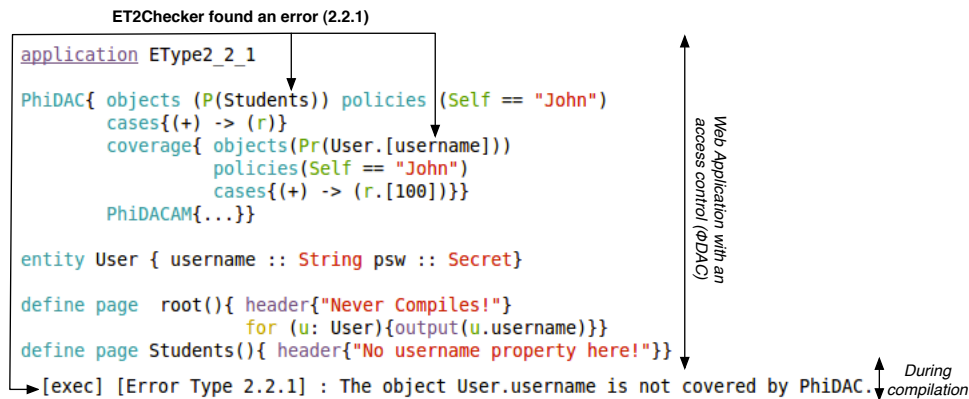 ET2Checker found an error (2.2.1)
application EType2_2_1
PhiDAC{ objects (P(Students)) policies (Self == "John")
cases{(+) -> (r)}
coverage{ objects(Pr(User.[username]))
policies(Self == "John")
cases{(+) -> (r.[100])}}
PhiDACAM{...}}
entity User { username :: String psw :: Secret}
define page  root(){ header{"Never Compiles!"}
for (u: User){output(u.username)}}
define page Students(){ header{"No username property here!"}}
[exec] [Error Type 2.2.1] : The object User.username is not covered by PhiDAC.
Web Application with an
access control (ΦDAC)
During
compilation